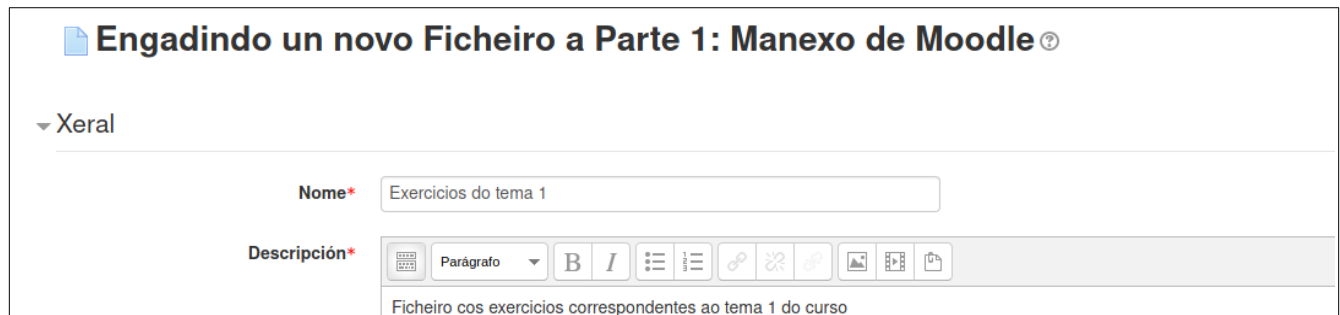 Engadindo un novo Ficheiro a Parte 1: Manexo de Moodle
Xeral
Nome*
Exercicios do tema 1
Descripción*
Parágrafo
B I
Ficheiro cos exercicios correspondentes ao tema 1 do curso